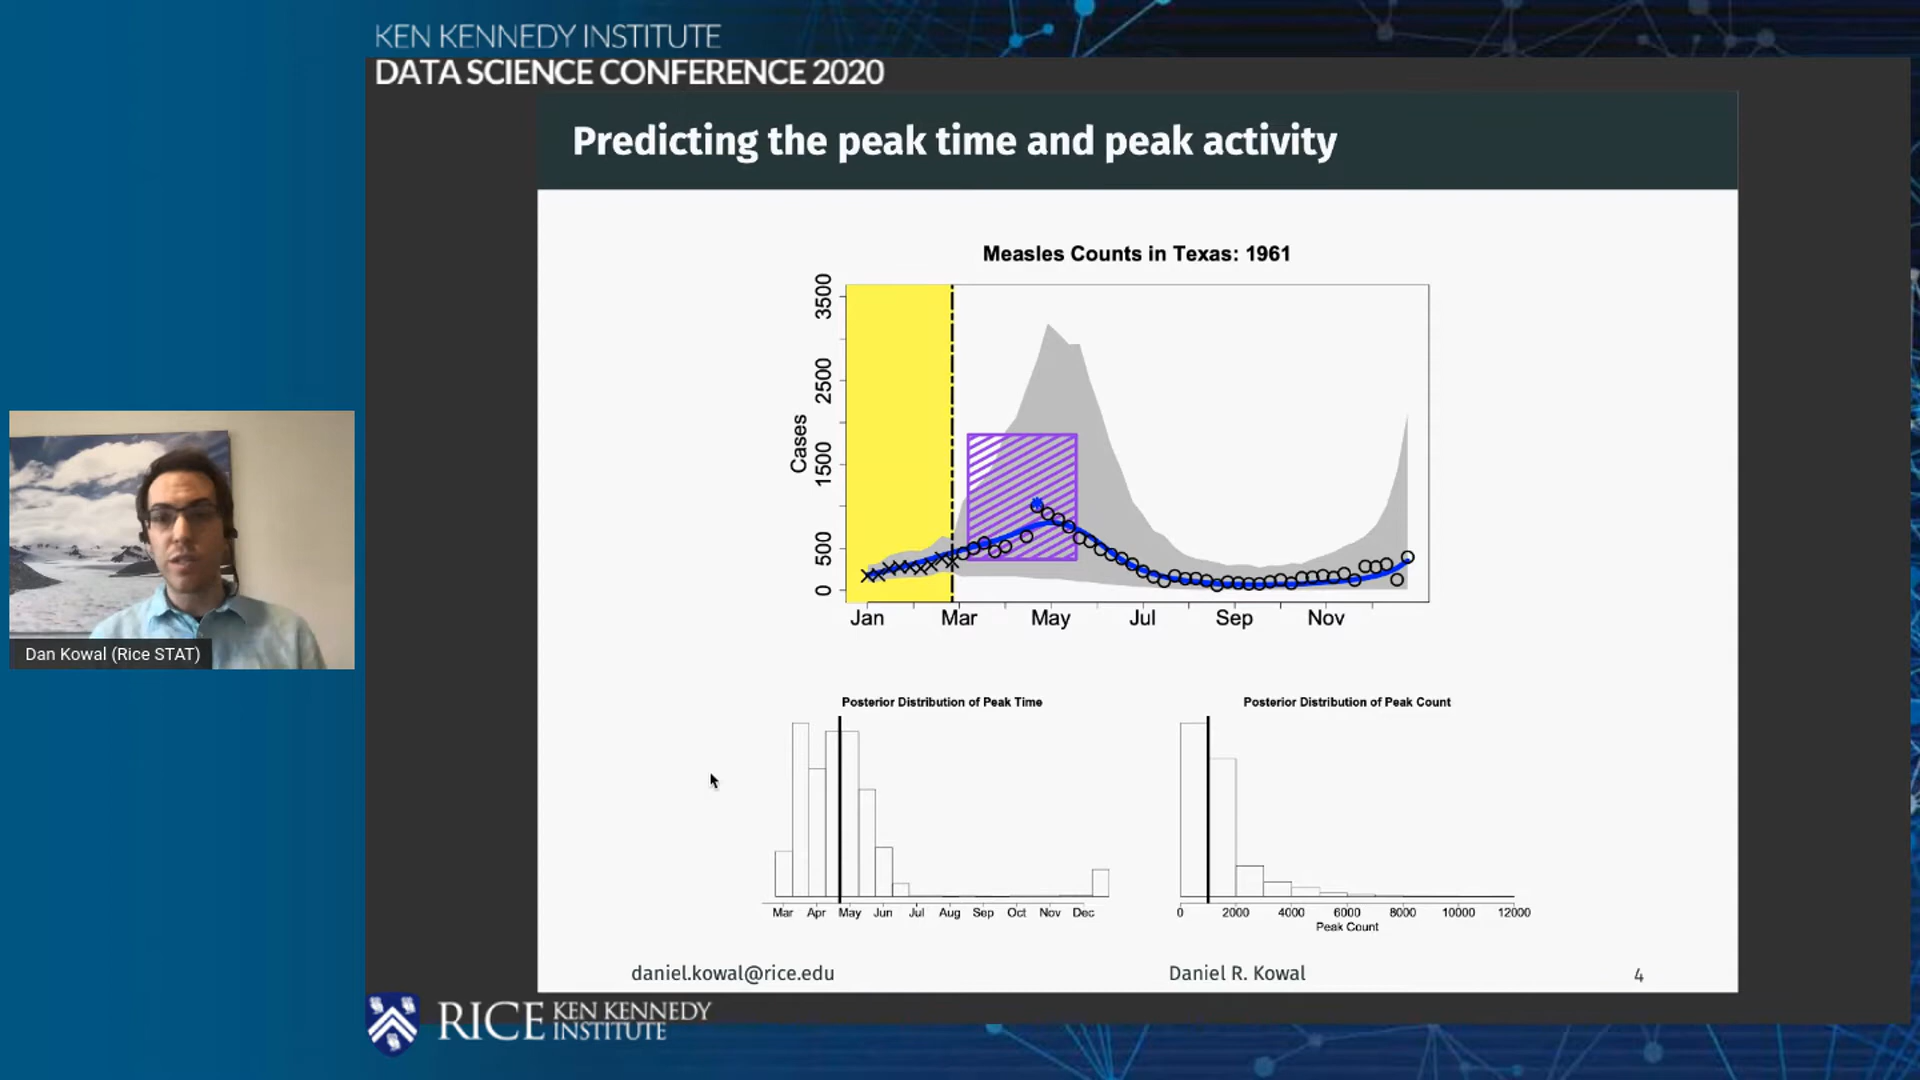 KEN KENNEDY INSTITUTE
DATA SCIENCE CONFERENCE 2020
Predicting the peak time and peak activity
Measles Counts in Texas: 1961
Cases
3500
2500
1500
500
0
Jan Mar May Jul Sep Nov
Dan Kowal (Rice STAT)
Posterior Distribution of Peak Time
Mar Apr May Jun Jul Aug Sep Oct Nov Dec
Posterior Distribution of Peak Count
0 2000 4000 6000 8000 10000 12000
Peak Count
daniel.kowal@rice.edu Daniel R. Kowal 4
RICE KEN KENNEDY
INSTITUTE